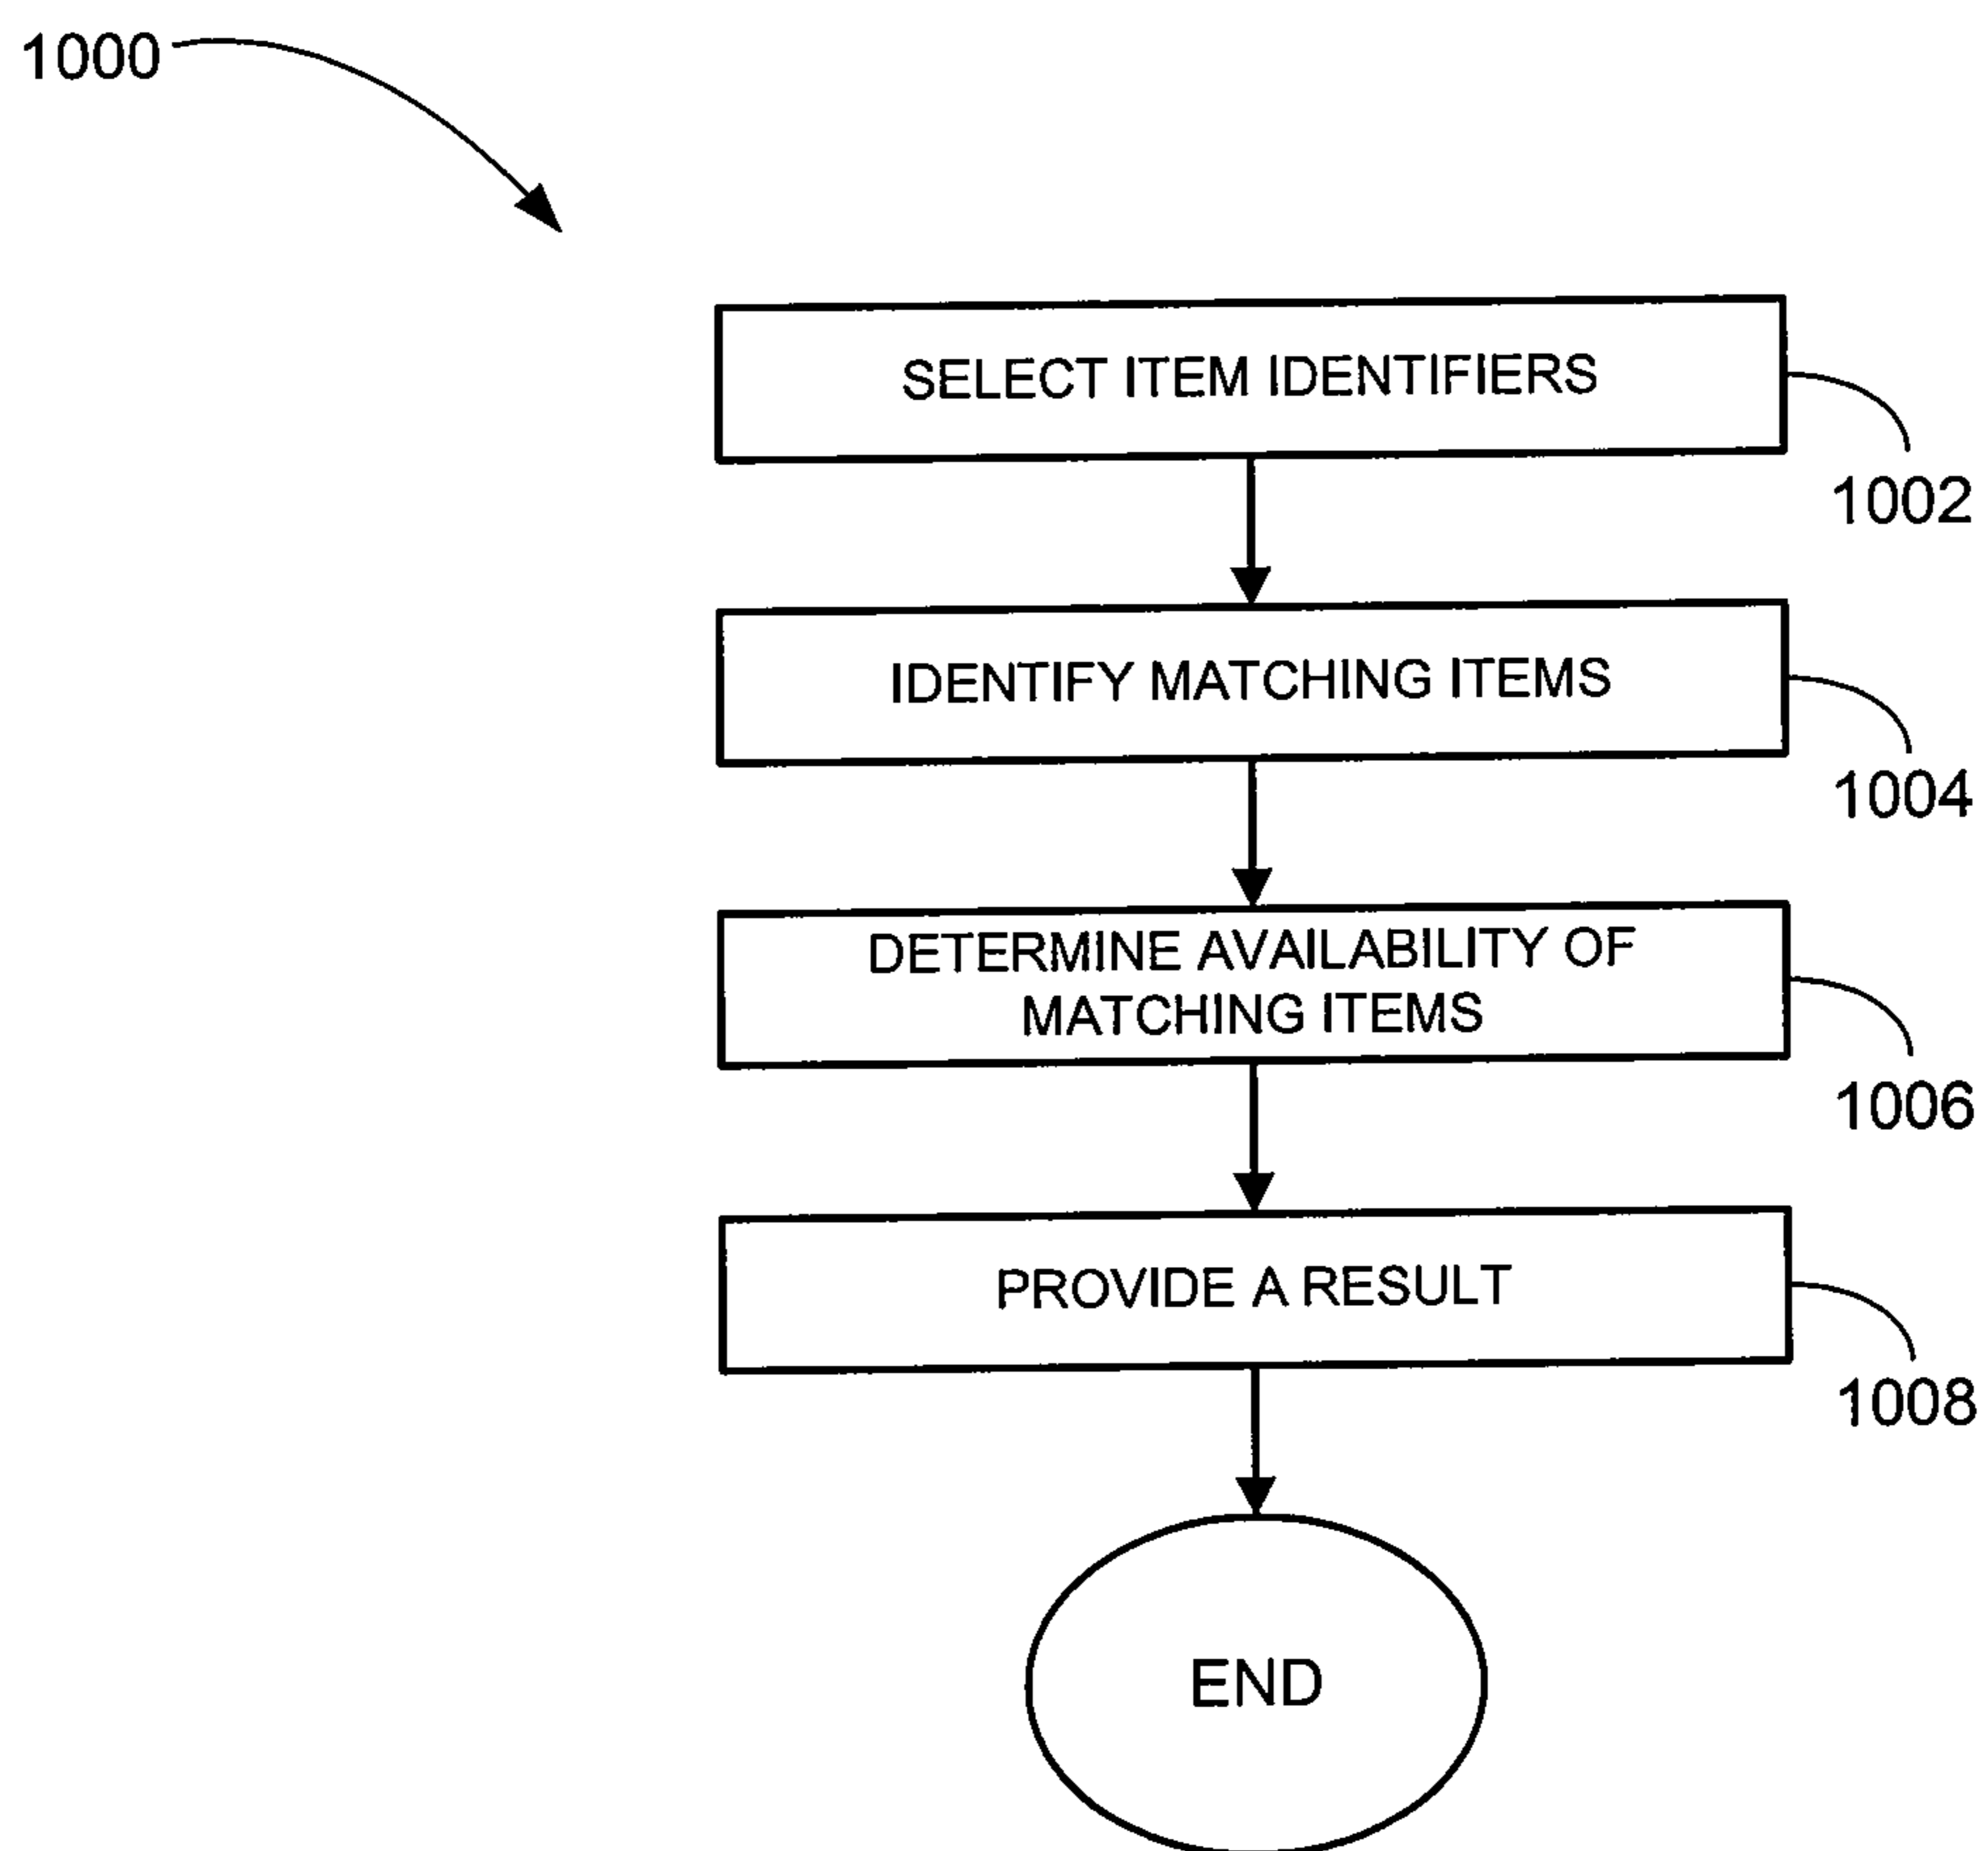 1000
SELECT ITEM IDENTIFIERS
1002
IDENTIFY MATCHING ITEMS
1004
DETERMINE AVAILABILITY OF
MATCHING ITEMS
1006
PROVIDE A RESULT
1008
END